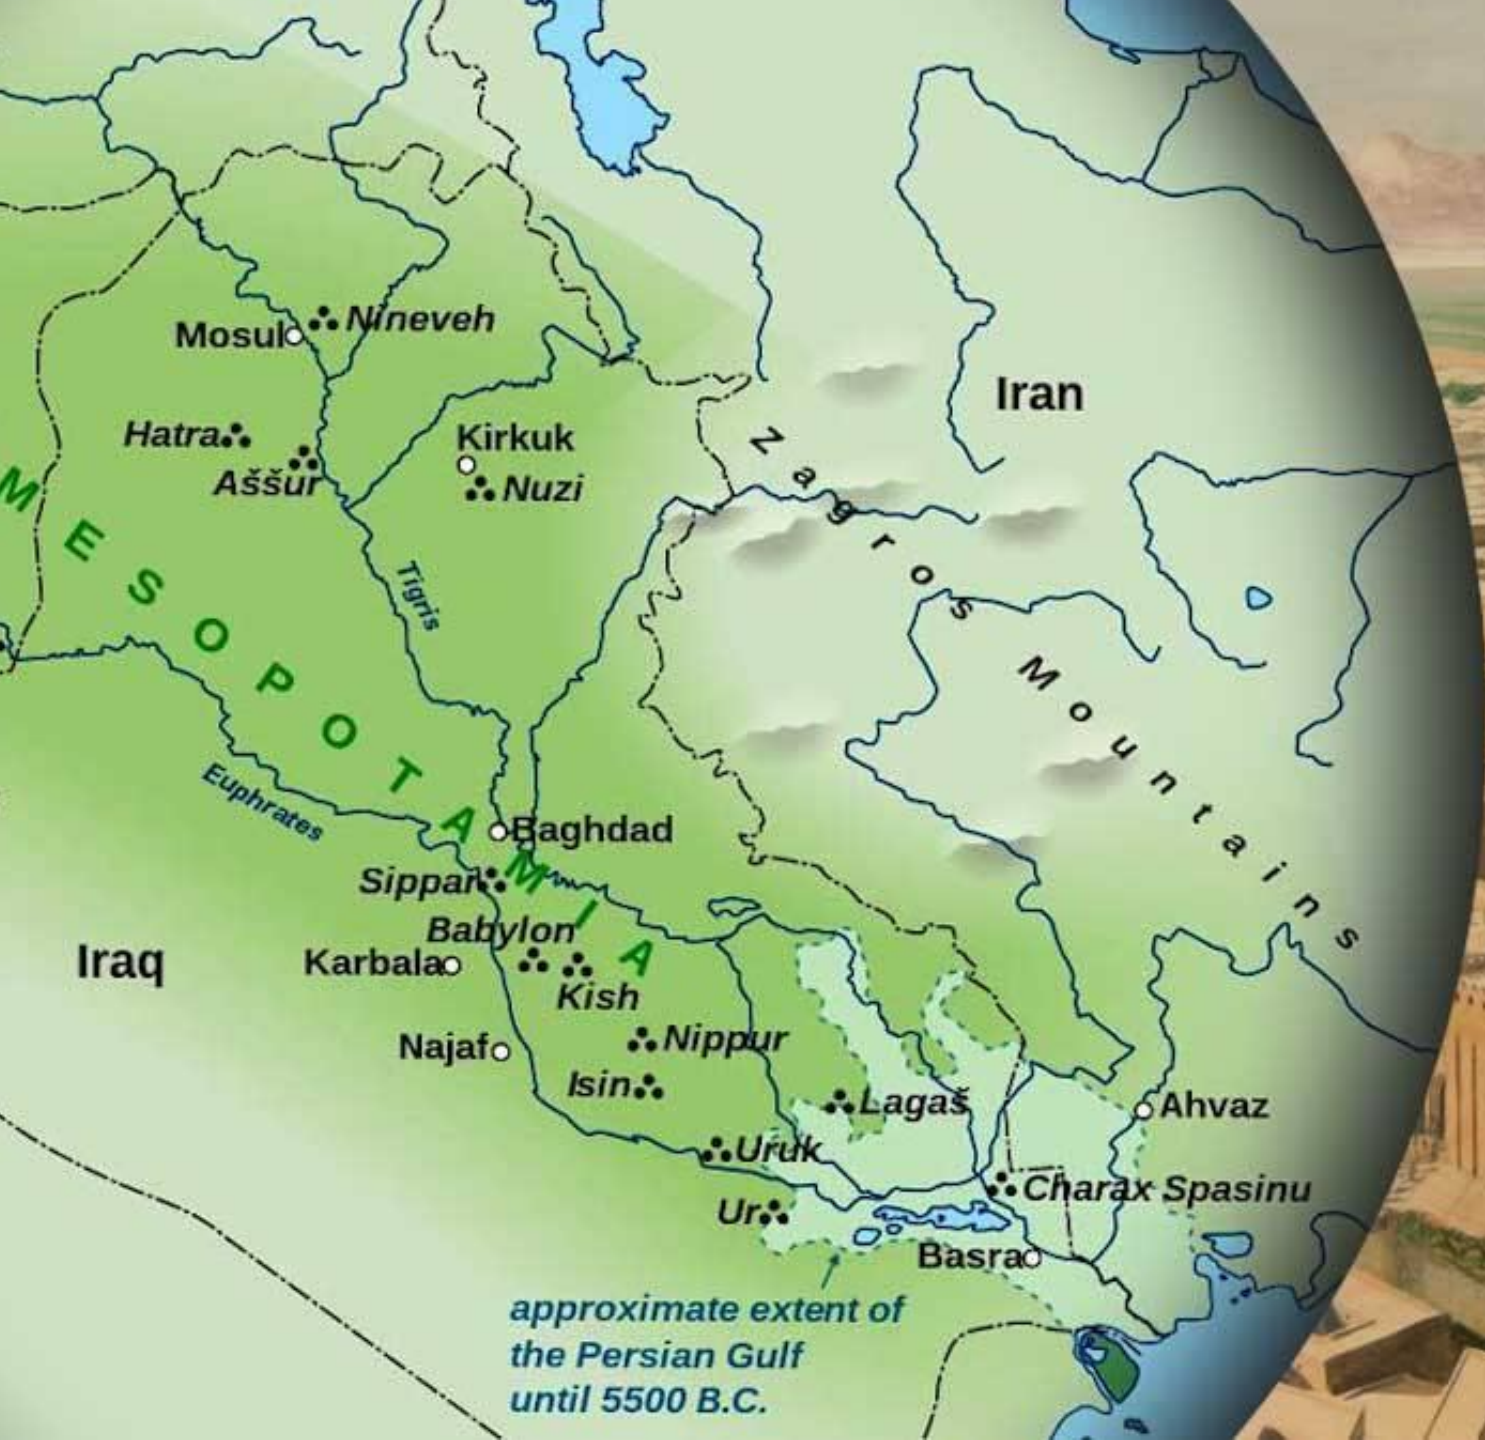 Mosul
Nineveh
Iran
Hatra
Aššur
Kirkuk
Nuzi
Zagros Mountains
MESOPOTAMIA
Tigris
Euphrates
Baghdad
Sippar
Babylon
Iraq
Karbala
Kish
Najaf
Nippur
Isin
Lagaš
Ahvaz
Uruk
Charax Spasinu
Ur
Basra
approximate extent of
the Persian Gulf
until 5500 B.C.